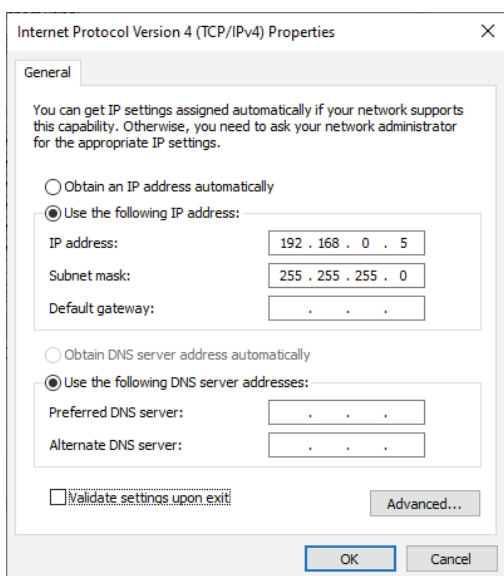 Internet Protocol Version 4 (TCP/IPv4) Properties
General
You can get IP settings assigned automatically if your network supports
this capability. Otherwise, you need to ask your network administrator
for the appropriate IP settings.
Obtain an IP address automatically
Use the following IP address:
IP address: 192 . 168 . 0 . 5
Subnet mask: 255 . 255 . 255 . 0
Default gateway: . . .
Obtain DNS server address automatically
Use the following DNS server addresses:
Preferred DNS server: . . .
Alternate DNS server: . . .
Validate settings upon exit
Advanced...
OK Cancel